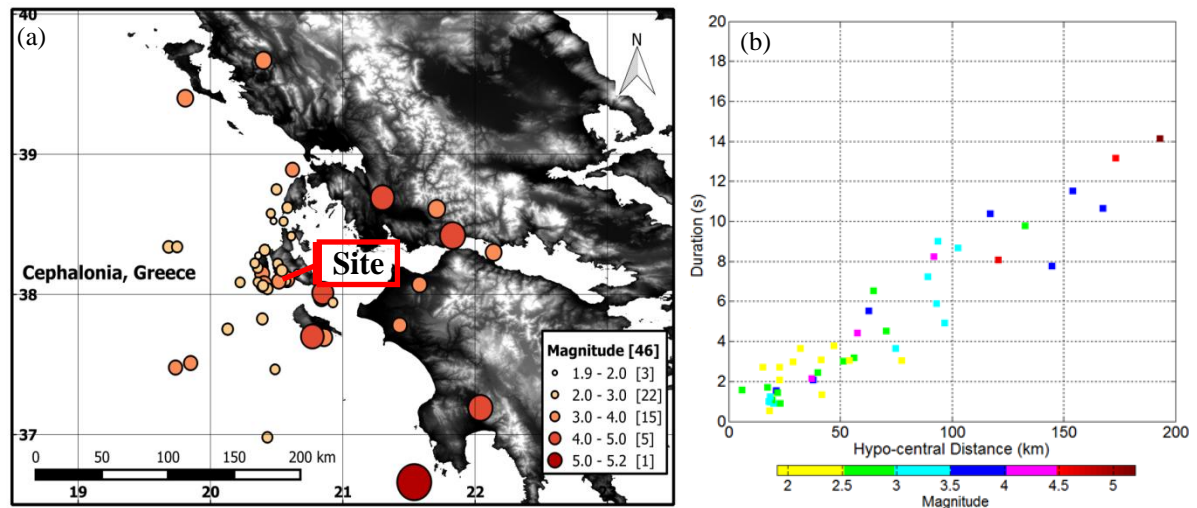 (a)
40
39
38
37
19
20
21
22
N
Cephalonia, Greece
Site
Magnitude [46]
1.9 - 2.0 [3]
2.0 - 3.0 [22]
3.0 - 4.0 [15]
4.0 - 5.0 [5]
5.0 - 5.2 [1]
0 50 100 150 200 km
(b)
Duration (s)
20
18
16
14
12
10
8
6
4
2
0
0 50 100 150 200
Hypo-central Distance (km)
2 2.5 3 3.5 4 4.5 5
Magnitude